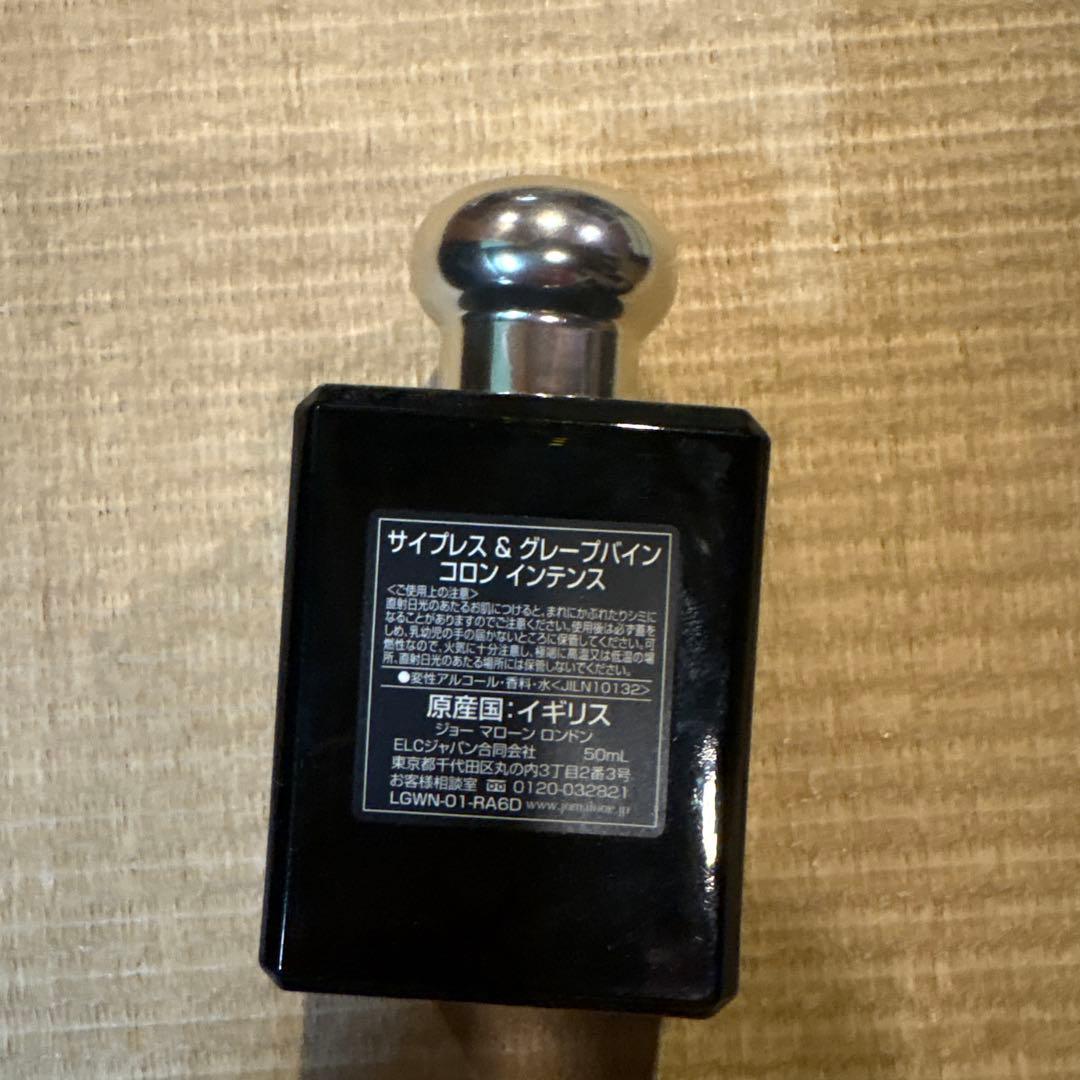 サイプレス & グレープバイン
コロン インテンス
<ご使用上の注意>
直射日光のあたるお肌につけると、まれにかぶれたりシミに
なることがありますのでご注意ください。使用後は必ず蓋を
しめ、乳幼児の手の届かないところに保管してください。可
燃性なので、火気に十分注意し、極端に高温又は低温の場
所、直射日光のあたる場所には保管しないでください。
●変性アルコール・香料・水<JILN10132>
原産国:イギリス
ジョー マローン ロンドン
ELCジャパン合同会社 50mL
東京都千代田区丸の内3丁目2番3号
お客様相談室 0120-032821
LGWN-01-RA6D